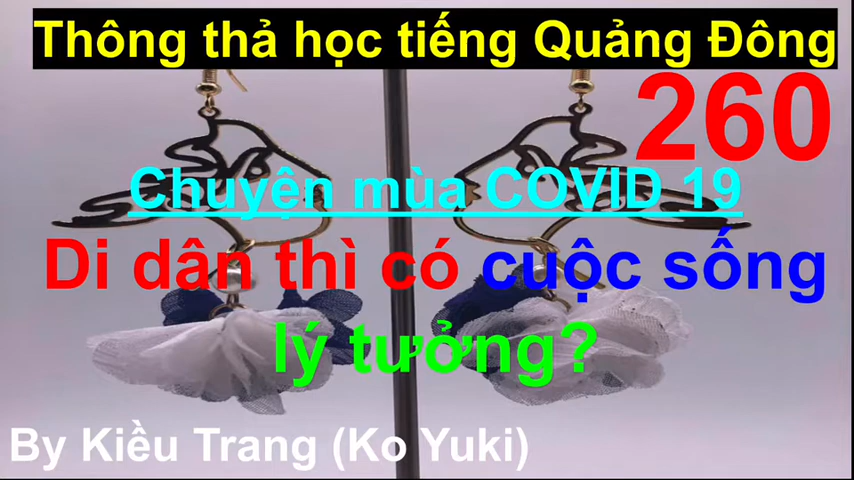 Thông thả học tiếng Quảng Đông
260
Chuyện mùa COVID 19
Di dân thì có cuộc sống
lý tưởng?
By Kiều Trang (Ko Yuki)